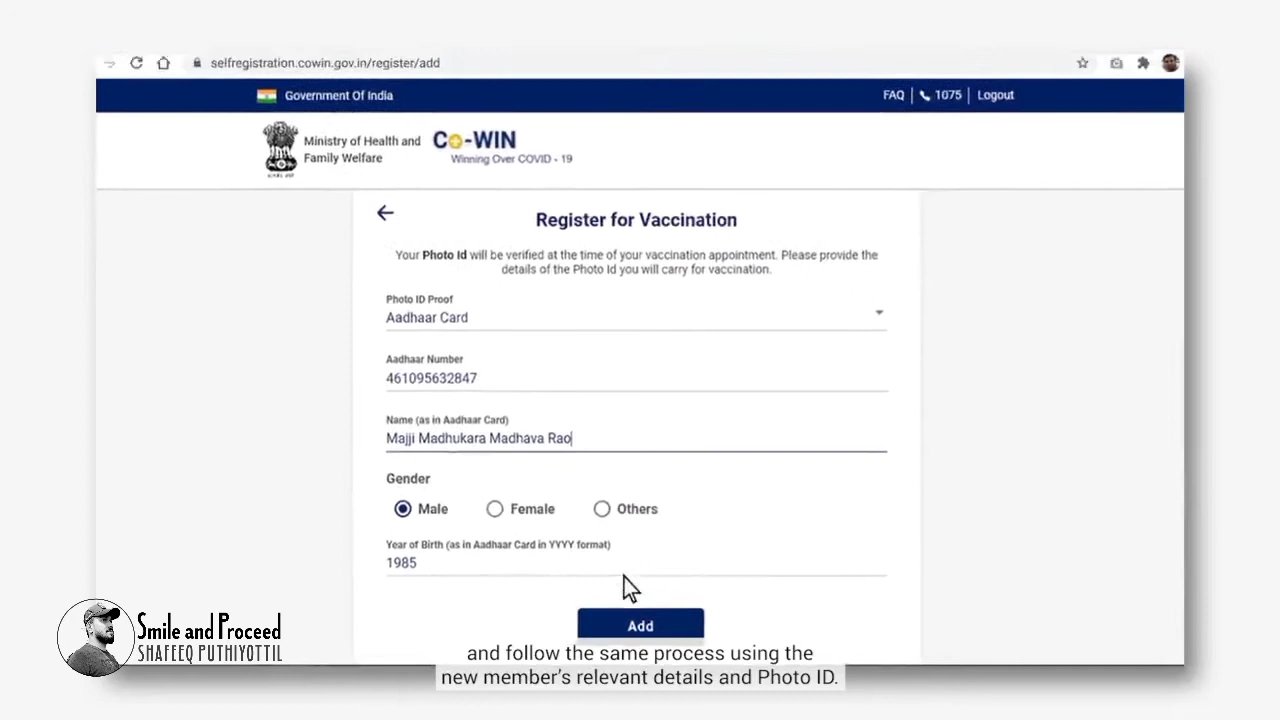 selfregistration.cowin.gov.in/register/add
Government Of India
FAQ | 1075 | Logout
Ministry of Health and
Family Welfare
Co-WIN
Winning Over COVID - 19
Register for Vaccination
Your Photo Id will be verified at the time of your vaccination appointment. Please provide the
details of the Photo Id you will carry for vaccination.
Photo ID Proof
Aadhaar Card
Aadhaar Number
461095632847
Name (as in Aadhaar Card)
Majji Madhukara Madhava Rao
Gender
Male Female Others
Year of Birth (as in Aadhaar Card in YYYY format)
1985
Add
Smile and Proceed
SHAFEEQ PUTHIYOTTIL
and follow the same process using the
new member's relevant details and Photo ID.